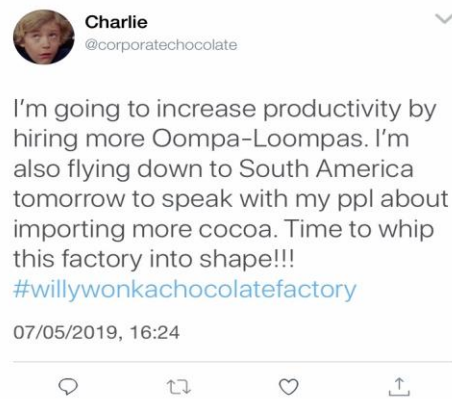 Charlie
@corporatechocolate
I'm going to increase productivity by
hiring more Oompa-Loompas. I'm
also flying down to South America
tomorrow to speak with my ppl about
importing more cocoa. Time to whip
this factory into shape!!!
#willywonkachocolatefactory
07/05/2019, 16:24